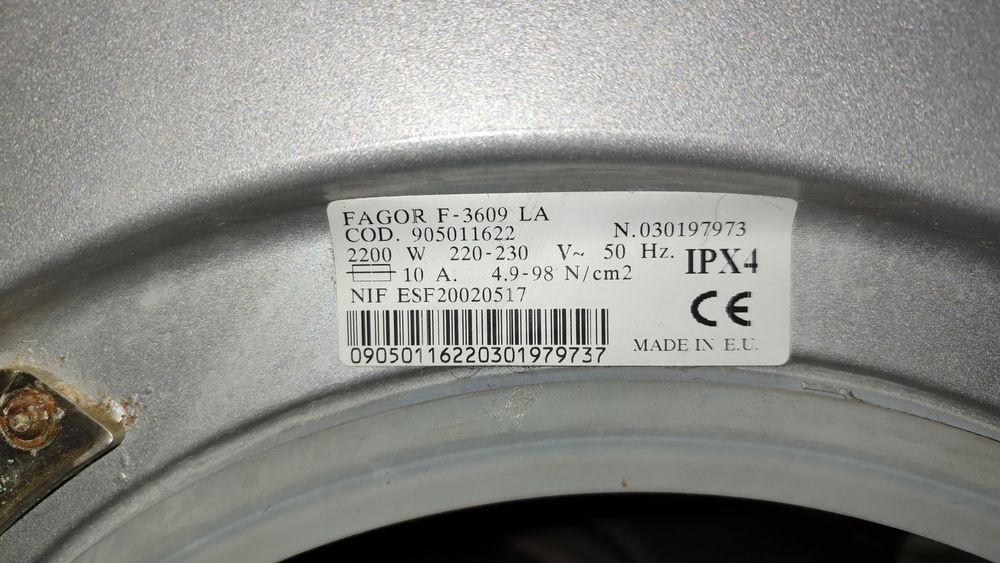 FAGOR F-3609 LA
COD. 905011622 N.030197973
2200 W 220-230 V~ 50 Hz. IPX4
10 A. 4.9-98 N/cm2
NIF ESF20020517 CE
09050116220301979737 MADE IN E.U.